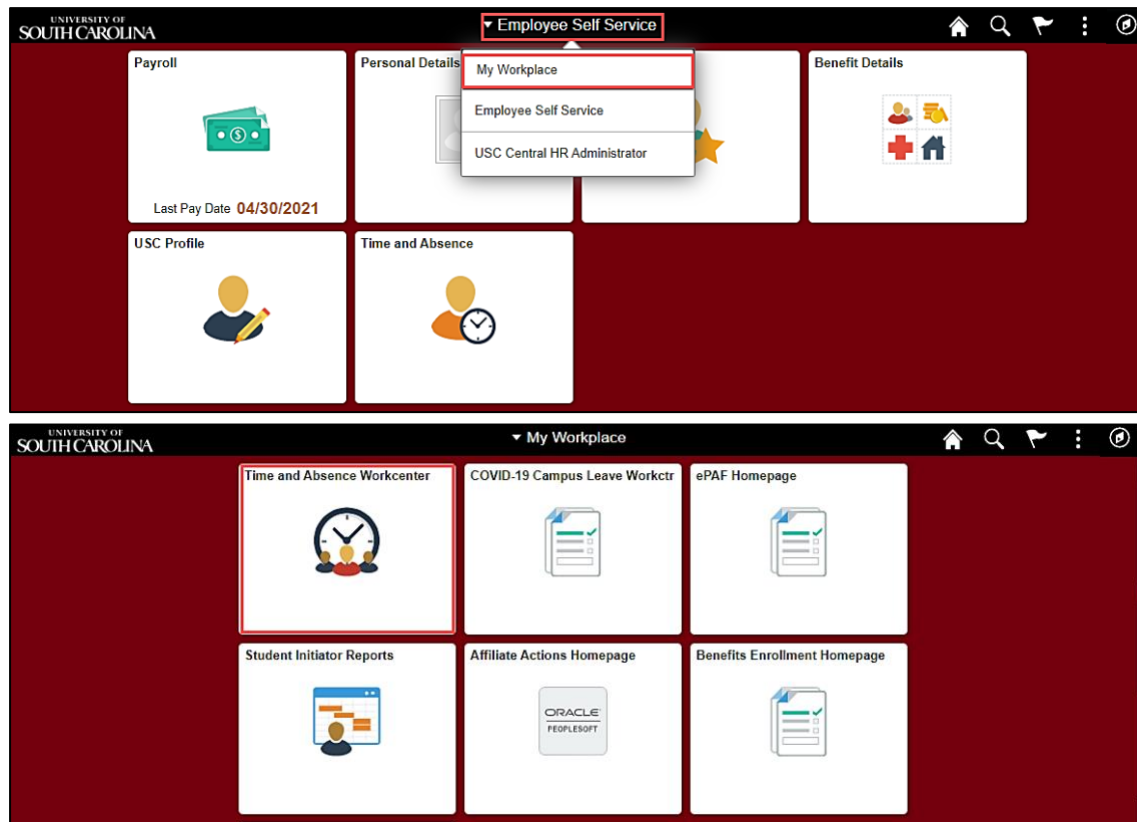 UNIVERSITY OF
SOUTH CAROLINA
Employee Self Service
Payroll
Personal Details
My Workplace
Employee Self Service
USC Central HR Administrator
Benefit Details
Last Pay Date 04/30/2021
USC Profile
Time and Absence
UNIVERSITY OF
SOUTH CAROLINA
My Workplace
Time and Absence Workcenter
COVID-19 Campus Leave Workctr
ePAF Homepage
Student Initiator Reports
Affiliate Actions Homepage
Benefits Enrollment Homepage
ORACLE
PEOPLESOFT